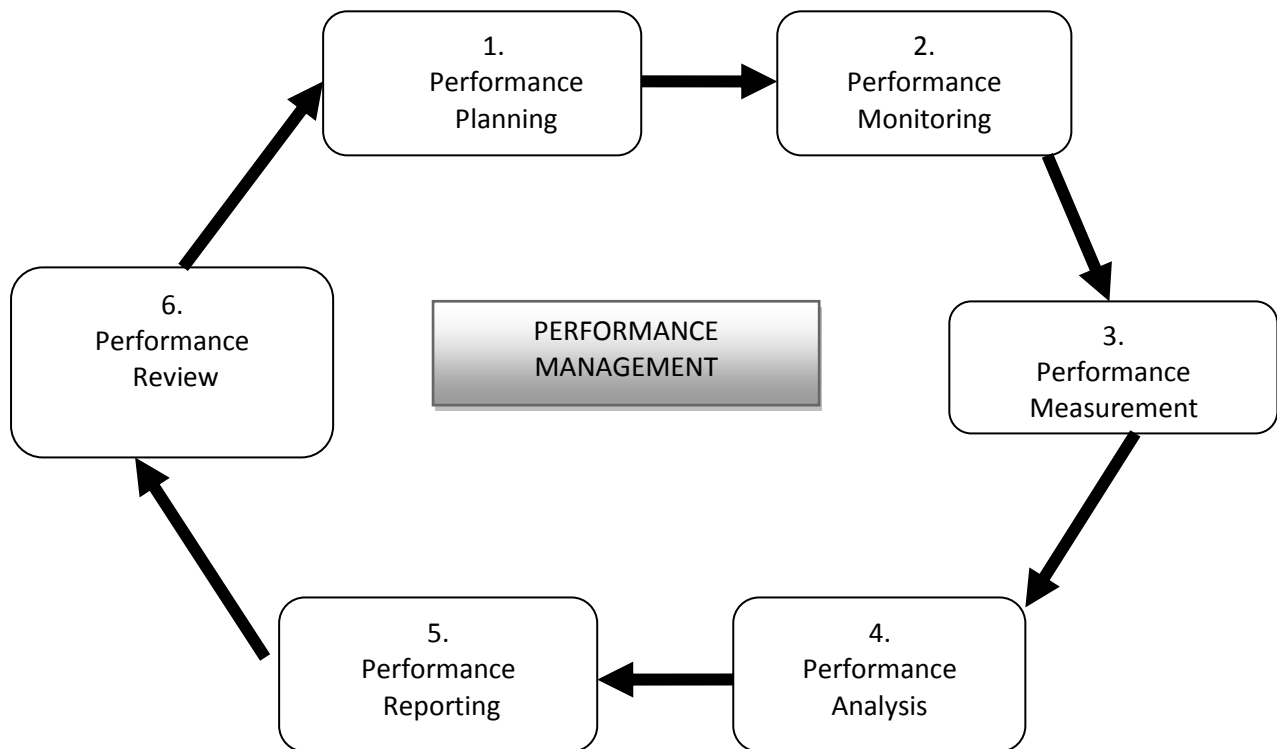 1.
Performance
Planning
2.
Performance
Monitoring
3.
Performance
Measurement
4.
Performance
Analysis
5.
Performance
Reporting
6.
Performance
Review
PERFORMANCE
MANAGEMENT